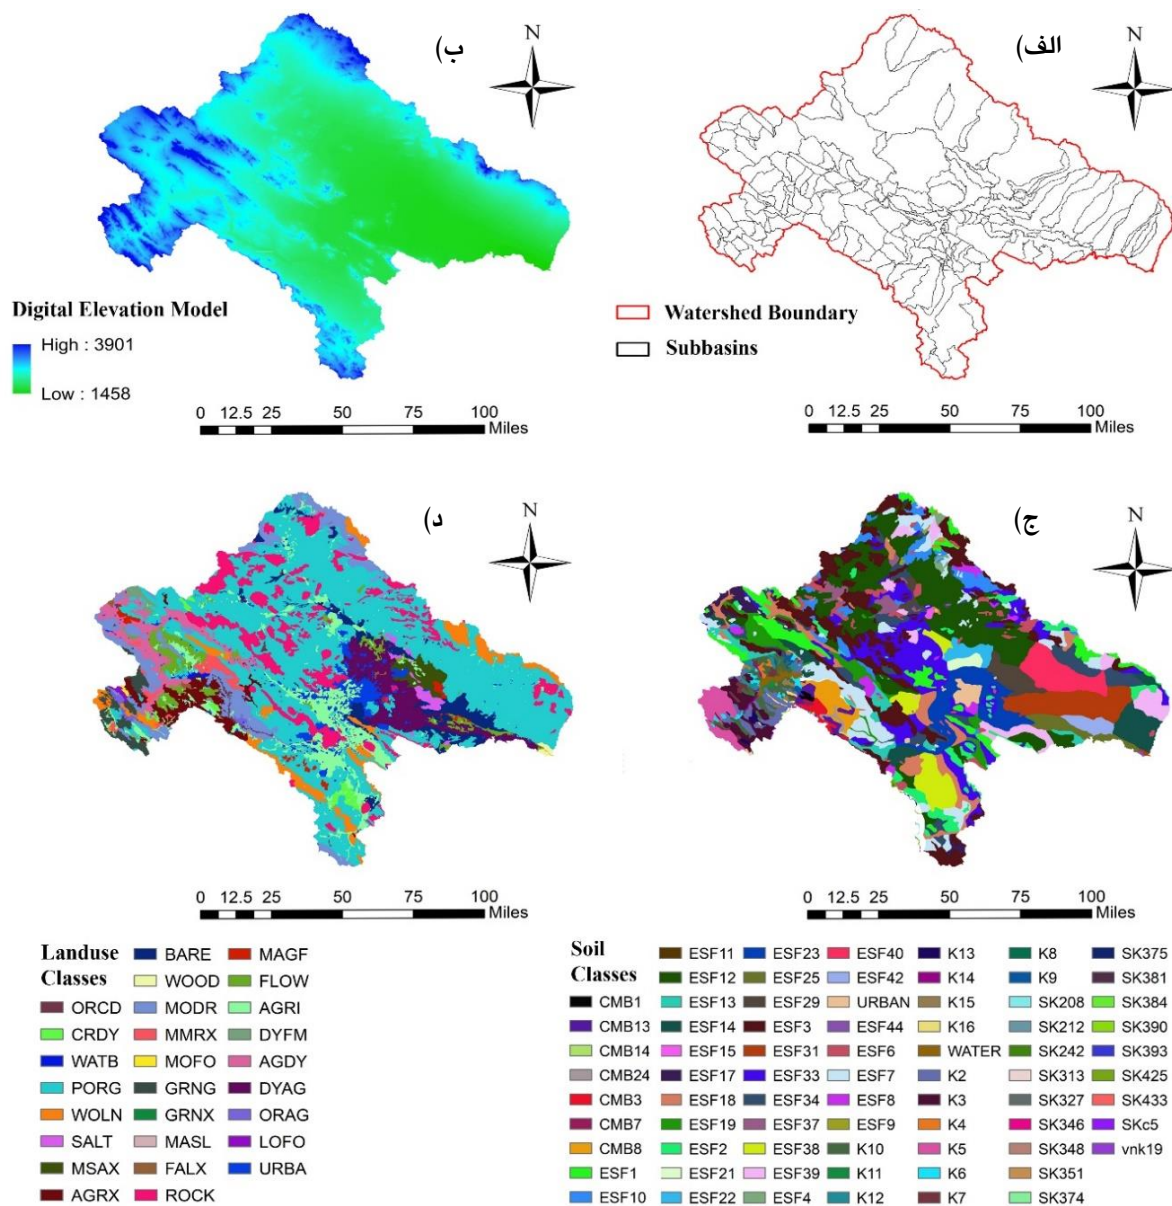 ب)
N
Digital Elevation Model
High : 3901
Low : 1458
0 12.5 25 50 75 100
Miles
الف)
N
Watershed Boundary
Subbasins
0 12.5 25 50 75 100
Miles
د)
N
0 12.5 25 50 75 100
Miles
Landuse
Classes
ORCD
CRDY
WATB
PORG
WOLN
SALT
MSAX
AGRX
BARE
WOOD
MODR
MMRX
MOFO
GRNG
GRNX
MASL
FALX
ROCK
MAGF
FLOW
AGRI
DYFM
AGDY
DYAG
ORAG
LOFO
URBA
ج)
N
0 12.5 25 50 75 100
Miles
Soil
Classes
CMB1
CMB13
CMB14
CMB24
CMB3
CMB7
CMB8
ESF1
ESF10
ESF11
ESF12
ESF13
ESF14
ESF15
ESF17
ESF18
ESF19
ESF2
ESF21
ESF22
ESF23
ESF25
ESF29
ESF3
ESF31
ESF33
ESF34
ESF37
ESF38
ESF39
ESF4
ESF40
ESF42
URBAN
ESF44
ESF6
ESF7
ESF8
ESF9
K10
K11
K12
K13
K14
K15
K16
WATER
K2
K3
K4
K5
K6
K7
K8
K9
SK208
SK212
SK242
SK313
SK327
SK346
SK348
SK351
SK374
SK375
SK381
SK384
SK390
SK393
SK425
SK433
SKc5
vnk19